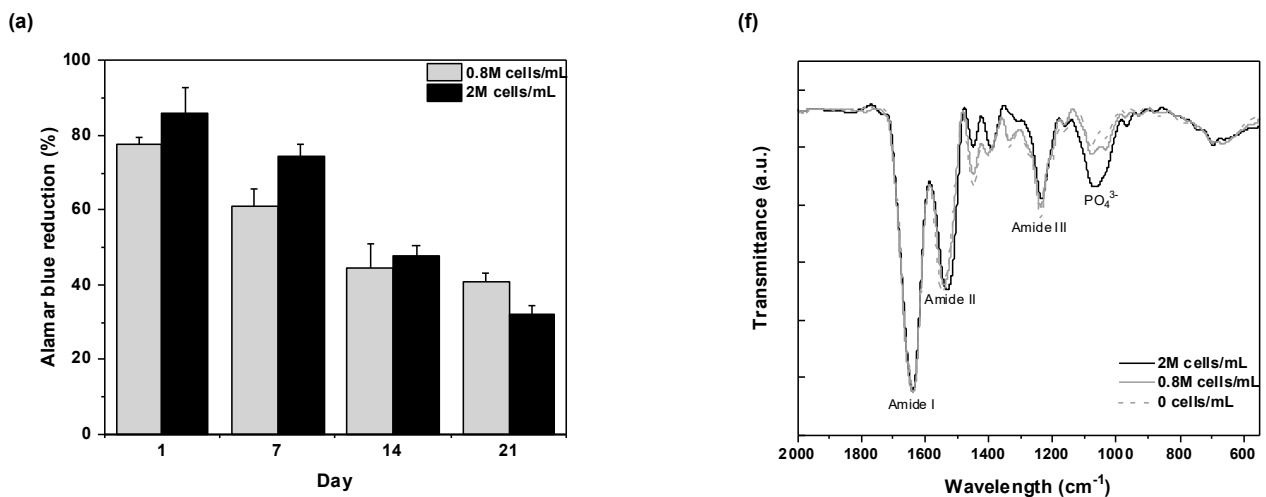 (a)
100
80
60
40
20
0
Alamar blue reduction (%)
0.8M cells/mL
2M cells/mL
1 7 14 21
Day
(f)
Transmittance (a.u.)
PO₄³⁻
Amide III
Amide II
Amide I
2M cells/mL
0.8M cells/mL
0 cells/mL
2000 1800 1600 1400 1200 1000 800 600
Wavelength (cm⁻¹)